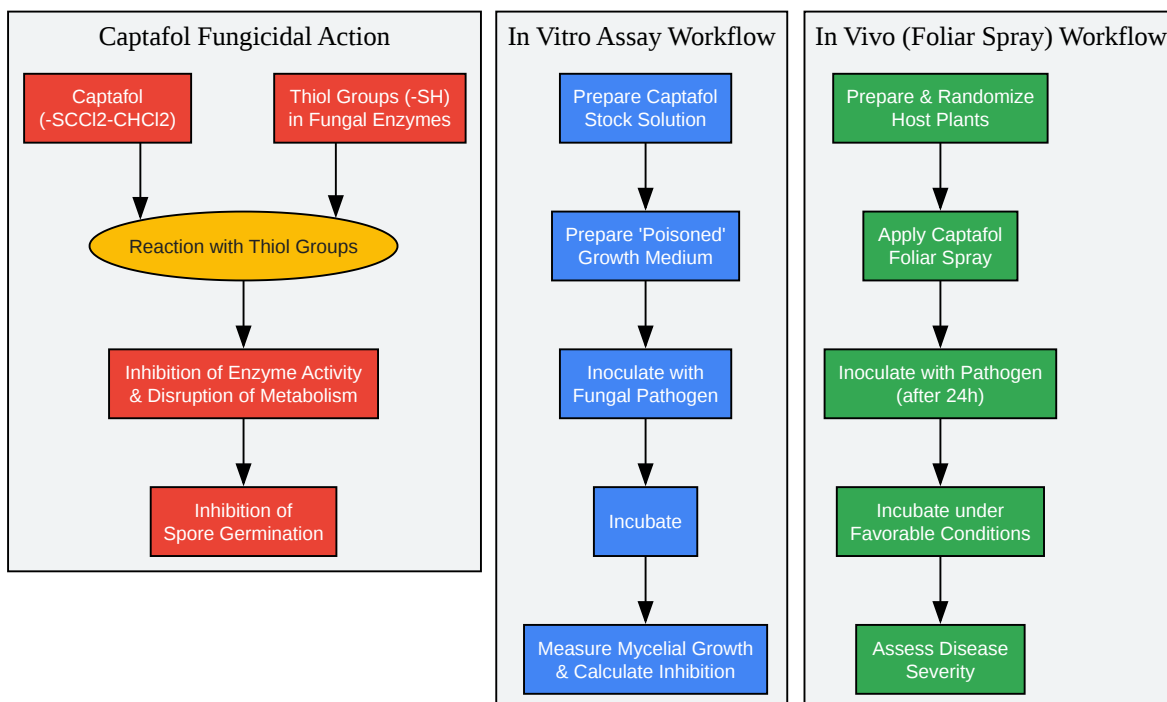 Captafol Fungicidal Action
Captafol
(-SCCl2-CHCl2)
Thiol Groups (-SH)
in Fungal Enzymes
Reaction with Thiol Groups
Inhibition of Enzyme Activity
& Disruption of Metabolism
Inhibition of
Spore Germination
In Vitro Assay Workflow
Prepare Captafol
Stock Solution
Prepare 'Poisoned'
Growth Medium
Inoculate with
Fungal Pathogen
Incubate
Measure Mycelial Growth
& Calculate Inhibition
In Vivo (Foliar Spray) Workflow
Prepare & Randomize
Host Plants
Apply Captafol
Foliar Spray
Inoculate with Pathogen
(after 24h)
Incubate under
Favorable Conditions
Assess Disease
Severity